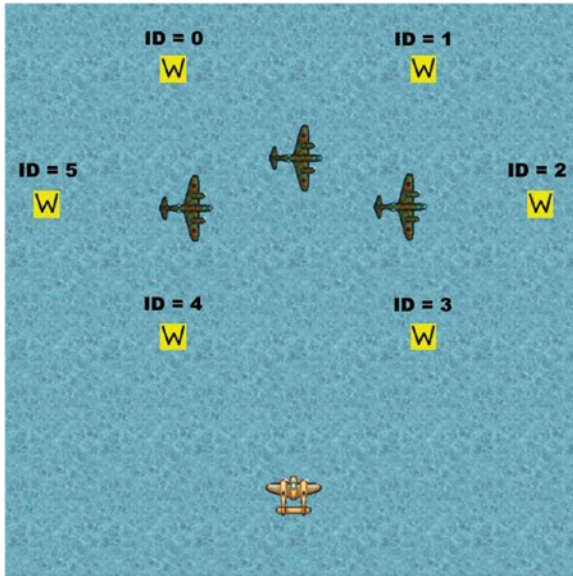 ID = 0
ID = 1
W
W
ID = 5
ID = 2
W
W
ID = 4
ID = 3
W
W